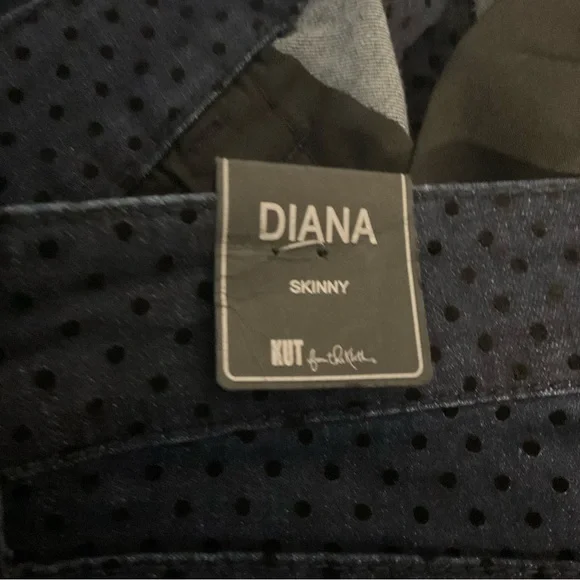 DIANA
SKINNY
KUT from the Kloth